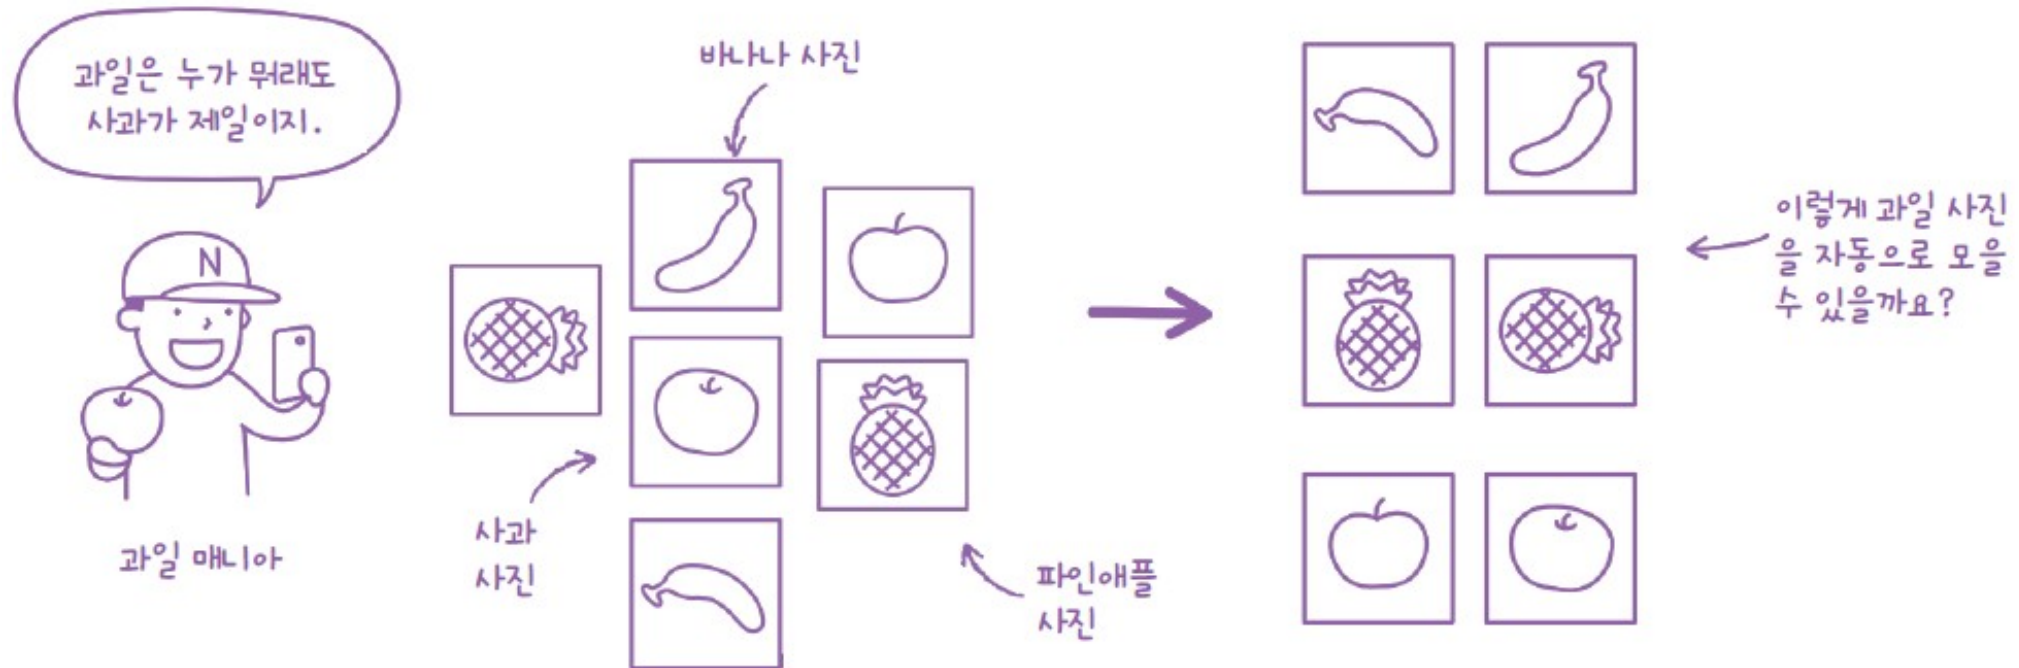 과일은 누가 뭐래도
사과가 제일이지.
N
과일 매니아
바나나 사진
사과
사진
파인애플
사진
이렇게 과일 사진
을 자동으로 모을
수 있을까요?